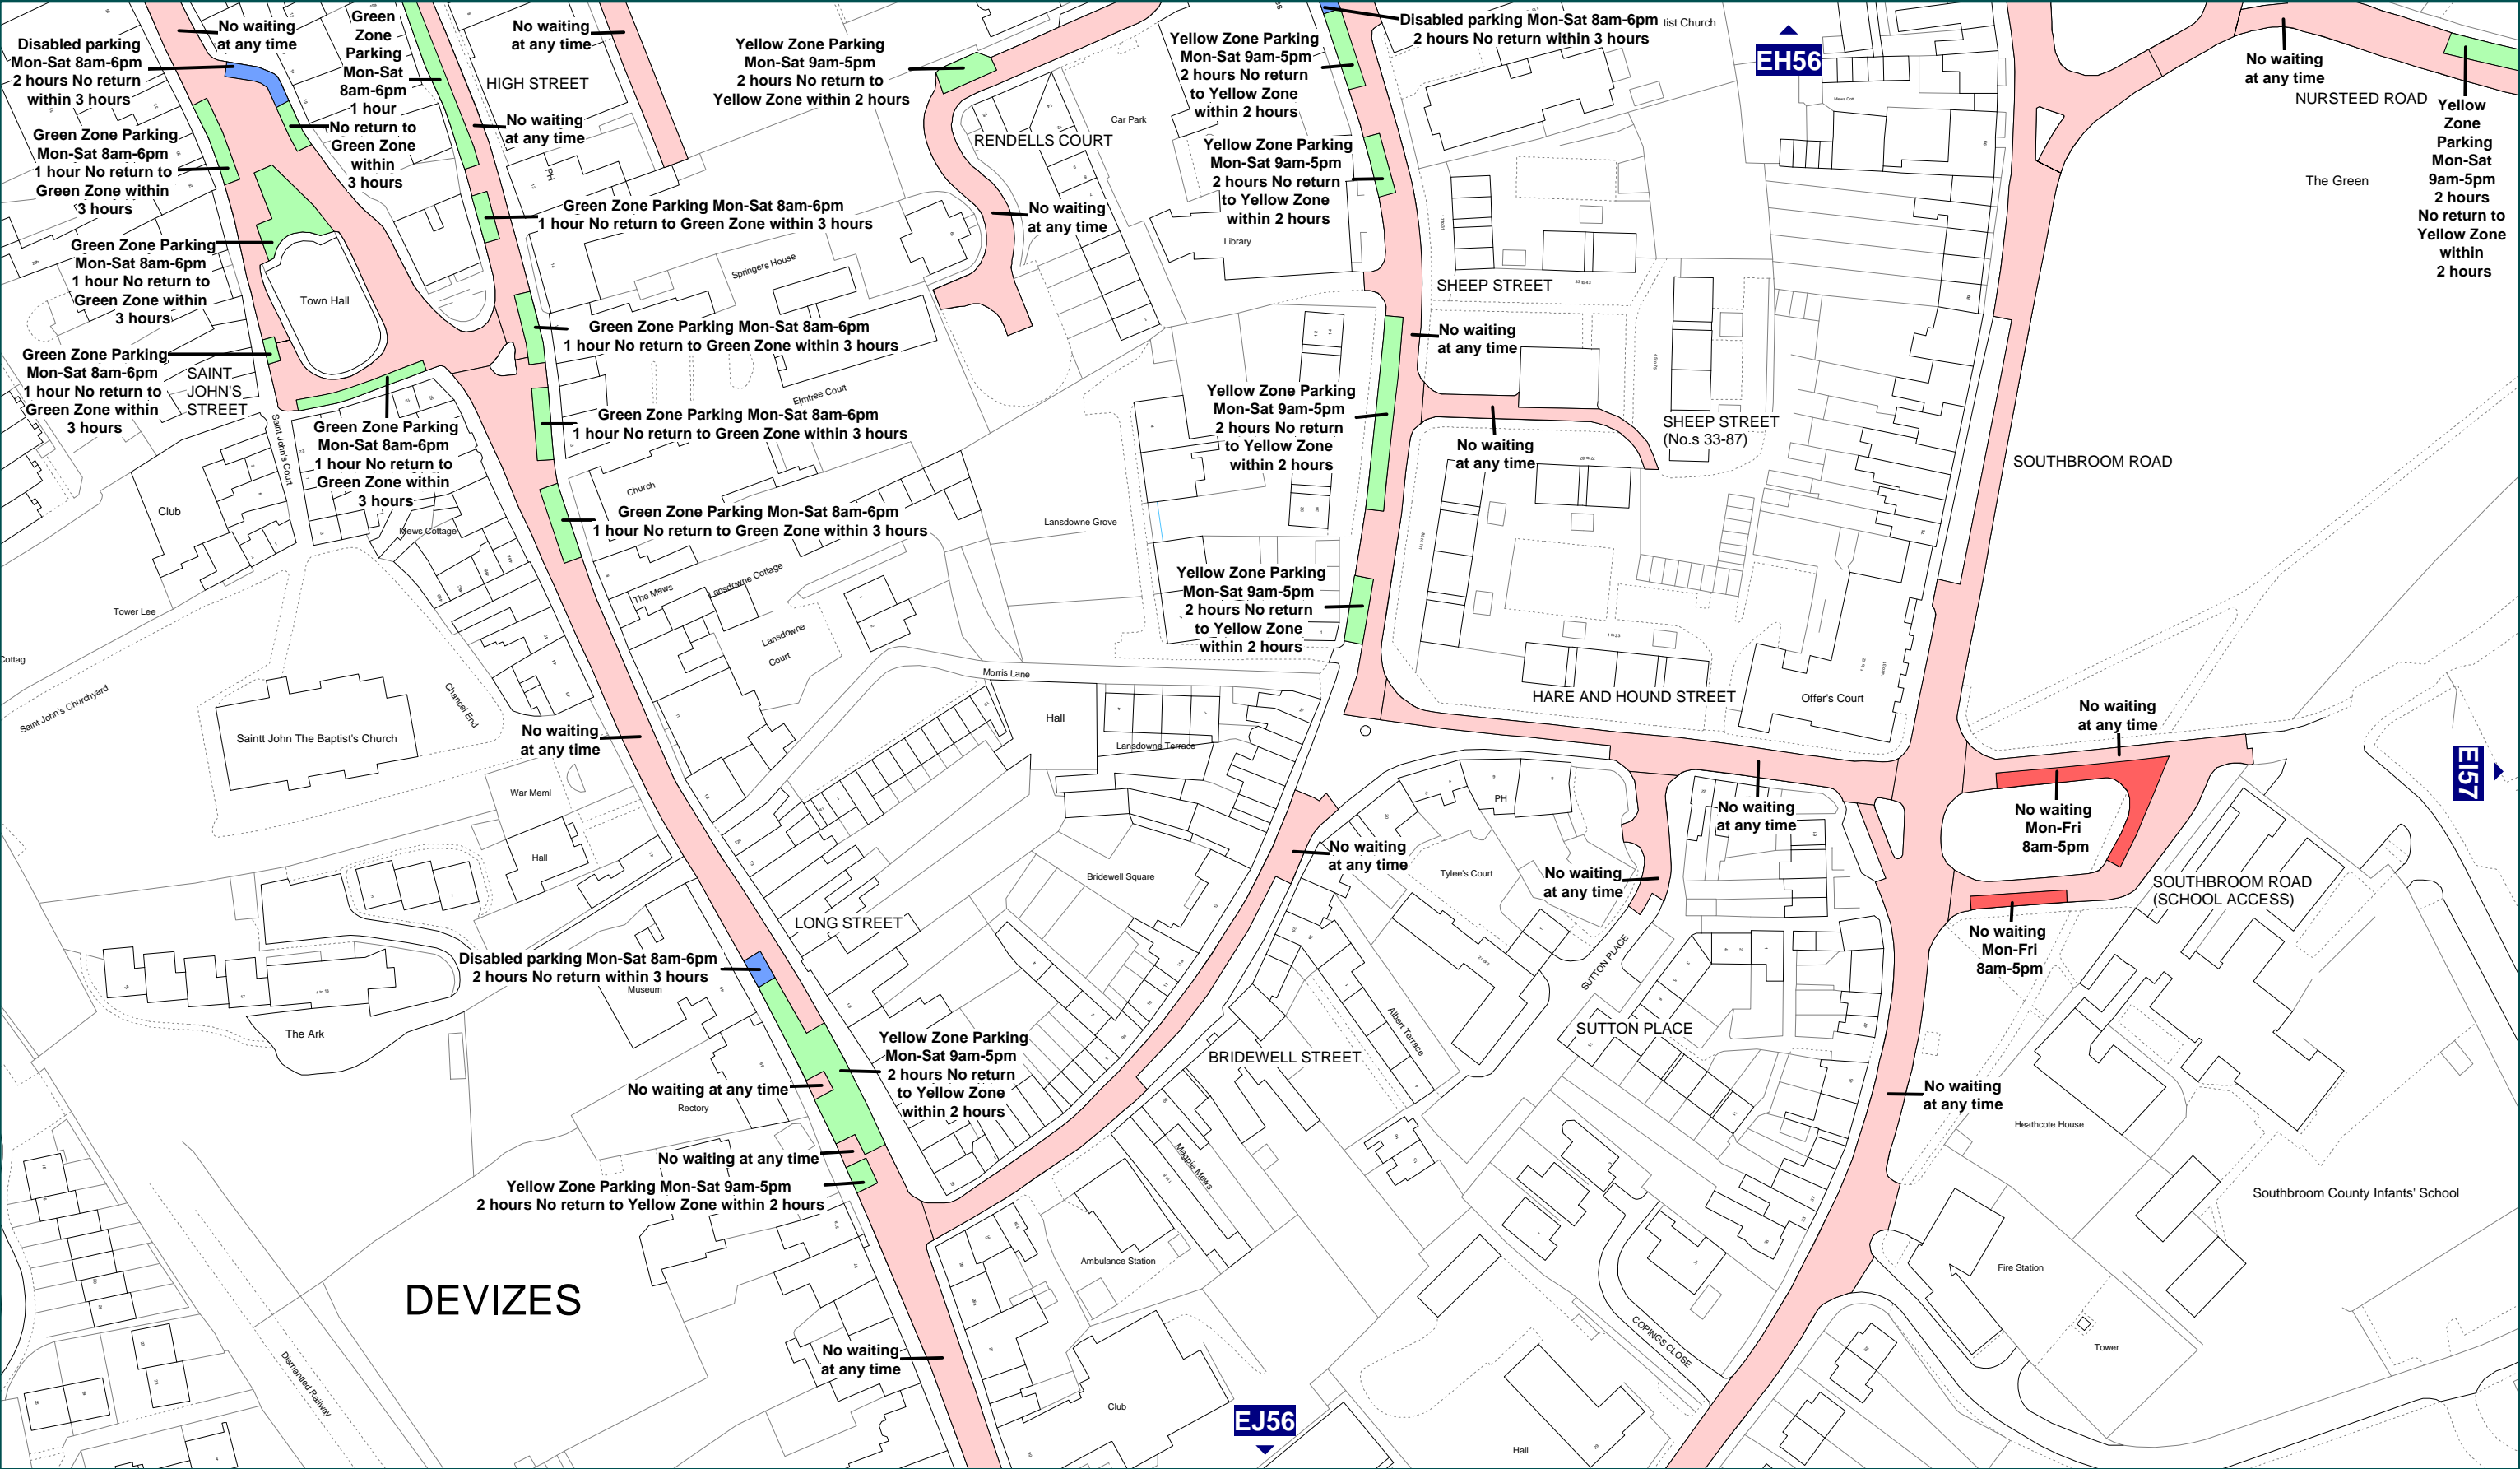 No waiting
at any time
Disabled parking
Mon-Sat 8am-6pm
2 hours No return
within 3 hours
Green
Zone
Parking
Mon-Sat
8am-6pm
1 hour
No return to
Green Zone
within
3 hours
No waiting
at any time
HIGH STREET
No waiting
at any time
PH
Green Zone Parking
Mon-Sat 8am-6pm
1 hour No return to
Green Zone within
3 hours
Green Zone Parking
Mon-Sat 8am-6pm
1 hour No return to
Green Zone within
3 hours
Town Hall
Green Zone Parking
Mon-Sat 8am-6pm
1 hour No return to
Green Zone within
3 hours
SAINT
JOHN'S
STREET
Saint John's Court
Green Zone Parking
Mon-Sat 8am-6pm
1 hour No return to
Green Zone within
3 hours
Yellow Zone Parking
Mon-Sat 9am-5pm
2 hours No return to
Yellow Zone within 2 hours
RENDELLS COURT
Car Park
No waiting
at any time
Green Zone Parking Mon-Sat 8am-6pm
1 hour No return to Green Zone within 3 hours
Springers House
Green Zone Parking Mon-Sat 8am-6pm
1 hour No return to Green Zone within 3 hours
Elmtree Court
Green Zone Parking Mon-Sat 8am-6pm
1 hour No return to Green Zone within 3 hours
Church
Green Zone Parking Mon-Sat 8am-6pm
1 hour No return to Green Zone within 3 hours
Yellow Zone Parking
Mon-Sat 9am-5pm
2 hours No return
to Yellow Zone
within 2 hours
Disabled parking Mon-Sat 8am-6pm
2 hours No return within 3 hours
tist Church
EH56
Yellow Zone Parking
Mon-Sat 9am-5pm
2 hours No return
to Yellow Zone
within 2 hours
Library
SHEEP STREET
No waiting
at any time
Yellow Zone Parking
Mon-Sat 9am-5pm
2 hours No return
to Yellow Zone
within 2 hours
No waiting
at any time
SHEEP STREET
(No.s 33-87)
No waiting
at any time
NURSTEED ROAD
Yellow
Zone
Parking
Mon-Sat
9am-5pm
2 hours
No return to
Yellow Zone
within
2 hours
The Green
SOUTHBROOM ROAD
Club
Mews Cottage
Tower Lee
Cottag
Saint John's Churchyard
Chancel End
Saintt John The Baptist's Church
The Mews
Lansdowne Cottage
Lansdowne
Court
Lansdowne Grove
Yellow Zone Parking
Mon-Sat 9am-5pm
2 hours No return
to Yellow Zone
within 2 hours
Morris Lane
Hall
Lansdowne Terrace
HARE AND HOUND STREET
Offer's Court
No waiting
at any time
No waiting
at any time
EI57
War Meml
Hall
PH
No waiting
at any time
No waiting
Mon-Fri
8am-5pm
No waiting
at any time
Tylee's Court
No waiting
at any time
Bridewell Square
SOUTHBROOM ROAD
(SCHOOL ACCESS)
No waiting
Mon-Fri
8am-5pm
LONG STREET
Disabled parking Mon-Sat 8am-6pm
2 hours No return within 3 hours
Museum
The Ark
SUTTON PLACE
SUTTON PLACE
Albert Terrace
BRIDEWELL STREET
Yellow Zone Parking
Mon-Sat 9am-5pm
2 hours No return
to Yellow Zone
within 2 hours
No waiting at any time
Rectory
No waiting
at any time
Heathcote House
No waiting at any time
Magpie Mews
Yellow Zone Parking Mon-Sat 9am-5pm
2 hours No return to Yellow Zone within 2 hours
Southbroom County Infants' School
Ambulance Station
Fire Station
DEVIZES
Dismantled Railway
No waiting
at any time
COPINGS CLOSE
Tower
Club
EJ56
Hall